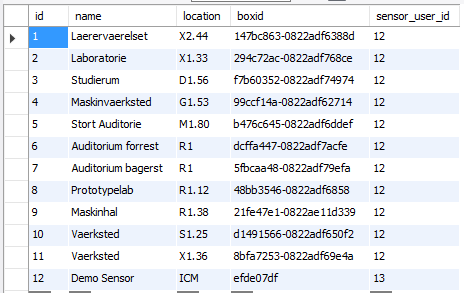 id name location boxid sensor_user_id
1 Laerervaerelset X2.44 147bc863-0822adf6388d 12
2 Laboratorie X1.33 294c72ac-0822adf768ce 12
3 Studierum D1.56 f7b60352-0822adf74974 12
4 Maskinvaerksted G1.53 99ccf14a-0822adf62714 12
5 Stort Auditorie M1.80 b476c645-0822adf6ddef 12
6 Auditorium forrest R1 dcffa447-0822adf7acfe 12
7 Auditorium bagerst R1 5fbcaa48-0822adf79efa 12
8 Prototypelab R1.12 48bb3546-0822adf6858 12
9 Maskinhal R1.38 21fe47e1-0822ae11d339 12
10 Vaerksted S1.25 d1491566-0822adf650f2 12
11 Vaerksted X1.36 8bfa7253-0822adf69e4a 12
12 Demo Sensor ICM efde07df 13